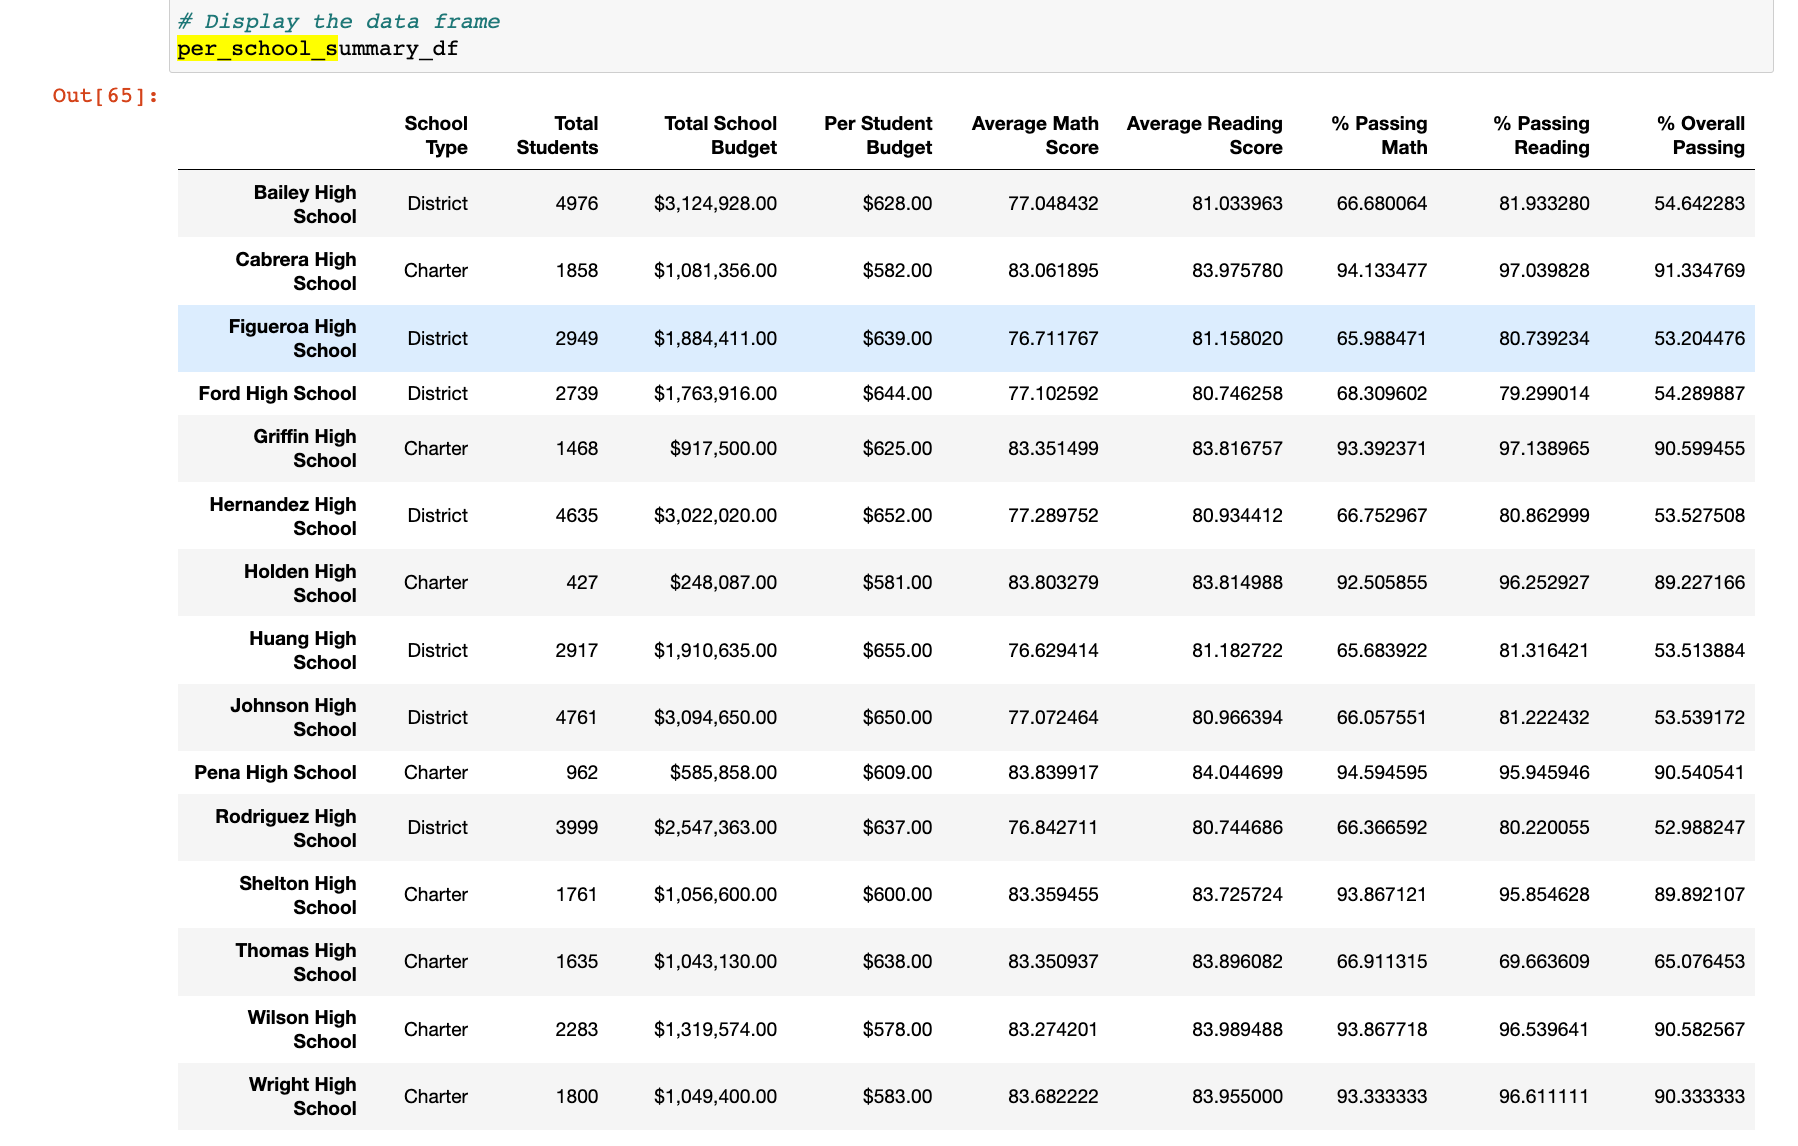 # Display the data frame
per_school_summary_df
Out[65]:
School Type Total Students Total School Budget Per Student Budget Average Math Score Average Reading Score % Passing Math % Passing Reading % Overall Passing
Bailey High School District 4976 $3,124,928.00 $628.00 77.048432 81.033963 66.680064 81.933280 54.642283
Cabrera High School Charter 1858 $1,081,356.00 $582.00 83.061895 83.975780 94.133477 97.039828 91.334769
Figueroa High School District 2949 $1,884,411.00 $639.00 76.711767 81.158020 65.988471 80.739234 53.204476
Ford High School District 2739 $1,763,916.00 $644.00 77.102592 80.746258 68.309602 79.299014 54.289887
Griffin High School Charter 1468 $917,500.00 $625.00 83.351499 83.816757 93.392371 97.138965 90.599455
Hernandez High School District 4635 $3,022,020.00 $652.00 77.289752 80.934412 66.752967 80.862999 53.527508
Holden High School Charter 427 $248,087.00 $581.00 83.803279 83.814988 92.505855 96.252927 89.227166
Huang High School District 2917 $1,910,635.00 $655.00 76.629414 81.182722 65.683922 81.316421 53.513884
Johnson High School District 4761 $3,094,650.00 $650.00 77.072464 80.966394 66.057551 81.222432 53.539172
Pena High School Charter 962 $585,858.00 $609.00 83.839917 84.044699 94.594595 95.945946 90.540541
Rodriguez High School District 3999 $2,547,363.00 $637.00 76.842711 80.744686 66.366592 80.220055 52.988247
Shelton High School Charter 1761 $1,056,600.00 $600.00 83.359455 83.725724 93.867121 95.854628 89.892107
Thomas High School Charter 1635 $1,043,130.00 $638.00 83.350937 83.896082 66.911315 69.663609 65.076453
Wilson High School Charter 2283 $1,319,574.00 $578.00 83.274201 83.989488 93.867718 96.539641 90.582567
Wright High School Charter 1800 $1,049,400.00 $583.00 83.682222 83.955000 93.333333 96.611111 90.333333